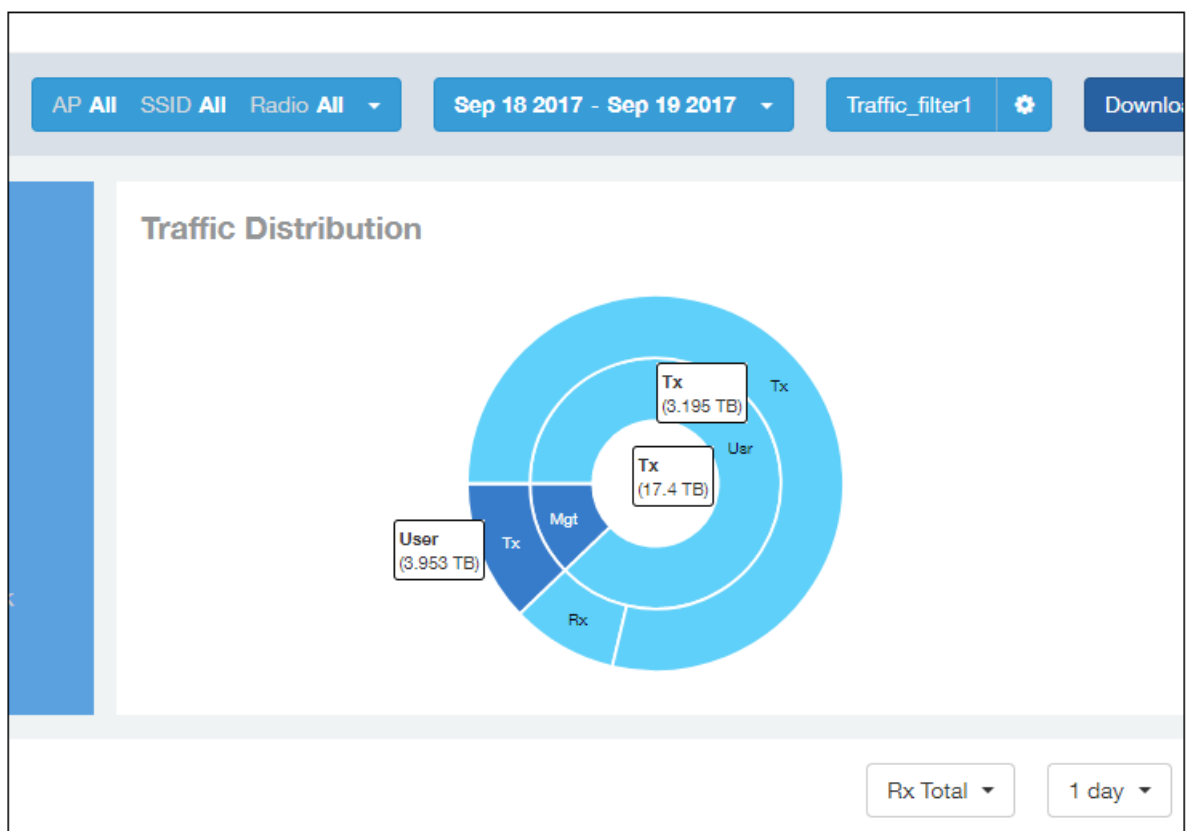 AP All SSID All Radio All
Sep 18 2017 - Sep 19 2017
Traffic_filter1
Downlo
Traffic Distribution
Tx
(3.195 TB)
Tx
Usr
Tx
(17.4 TB)
Mgt
User
(3.953 TB)
Tx
Rx
Rx Total
1 day